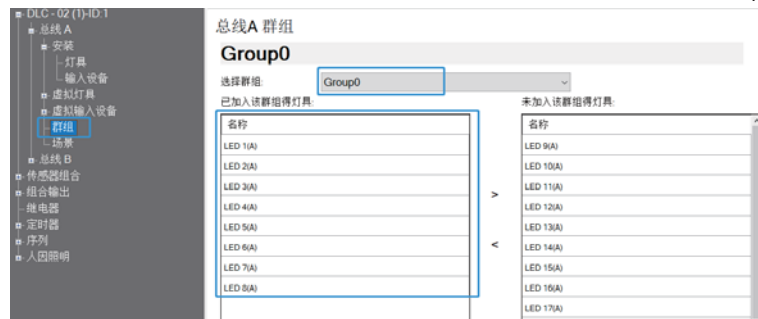 DLC - 02 (1)-ID:1
总线 A
安装
灯具
输入设备
虚拟灯具
虚拟输入设备
群组
场景
总线 B
传感器组合
组合输出
继电器
定时器
序列
人因照明
总线A 群组
Group0
选择群组:
Group0
已加入该群组得灯具:
名称
LED 1(A)
LED 2(A)
LED 3(A)
LED 4(A)
LED 5(A)
LED 6(A)
LED 7(A)
LED 8(A)
>
<
未加入该群组得灯具:
名称
LED 9(A)
LED 10(A)
LED 11(A)
LED 12(A)
LED 13(A)
LED 14(A)
LED 15(A)
LED 16(A)
LED 17(A)